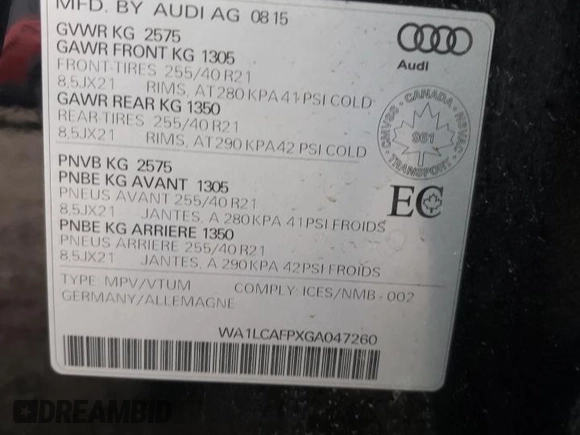 MFD. BY AUDI AG 08 15
GVWR KG 2575
GAWR FRONT KG 1305
FRONT-TIRES 255/40 R21
8,5JX21 RIMS, AT 280 KPA 41 PSI COLD
GAWR REAR KG 1350
REAR-TIRES 255/40 R21
8,5JX21 RIMS, AT 290 KPA 42 PSI COLD
Audi
CMVSS - CANADA - NSVAC
961
TRANSPORT
PNVB KG 2575
PNBE KG AVANT 1305
PNEUS AVANT 255/40 R21
8,5JX21 JANTES, A 280 KPA 41PSI FROIDS
PNBE KG ARRIERE 1350
PNEUS ARRIERE 255/40 R21
8,5JX21 JANTES, A 290 KPA 42PSI FROIDS
EC
TYPE: MPV/VTUM COMPLY: ICES/NMB-002
GERMANY/ALLEMAGNE
WA1LCAFPXGA047260
DREAMBID